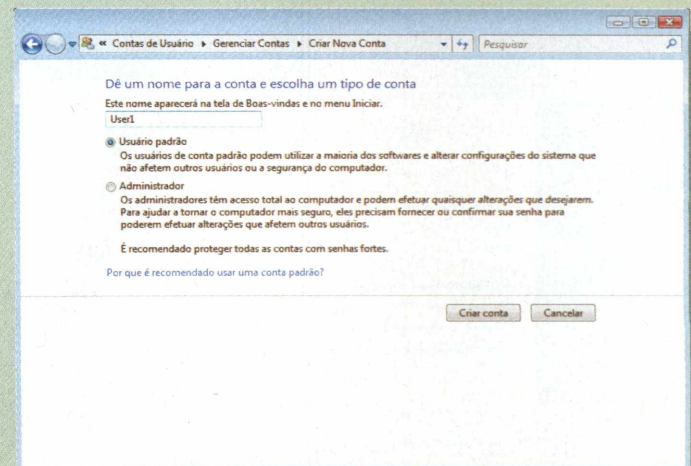 « Contas de Usuário ▸ Gerenciar Contas ▸ Criar Nova Conta
Pesquisar
Dê um nome para a conta e escolha um tipo de conta
Este nome aparecerá na tela de Boas-vindas e no menu Iniciar.
User1
Usuário padrão
Os usuários de conta padrão podem utilizar a maioria dos softwares e alterar configurações do sistema que
não afetem outros usuários ou a segurança do computador.
Administrador
Os administradores têm acesso total ao computador e podem efetuar quaisquer alterações que desejarem.
Para ajudar a tornar o computador mais seguro, eles precisam fornecer ou confirmar sua senha para
poderem efetuar alterações que afetem outros usuários.
É recomendado proteger todas as contas com senhas fortes.
Por que é recomendado usar uma conta padrão?
Criar conta
Cancelar